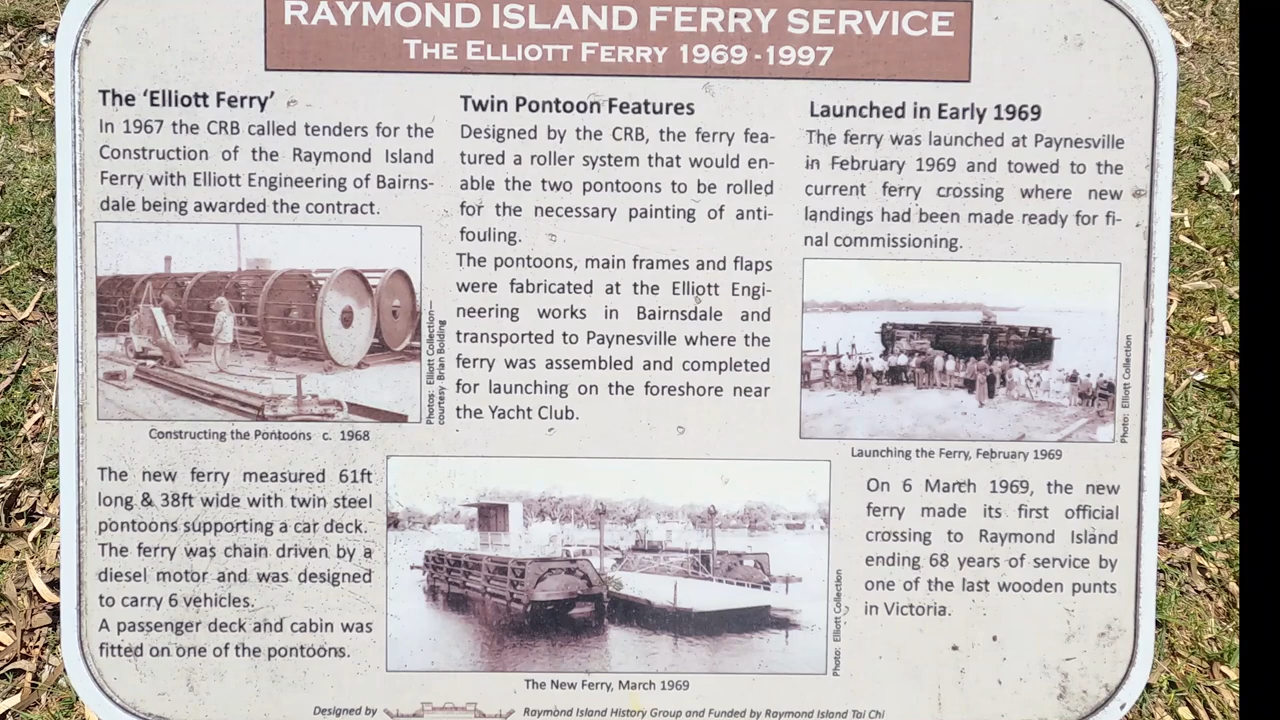 RAYMOND ISLAND FERRY SERVICE
THE ELLIOTT FERRY 1969 -1997
The ‘Elliott Ferry’
In 1967 the CRB called tenders for the
Construction of the Raymond Island
Ferry with Elliott Engineering of Bairns-
dale being awarded the contract.
Photos: Elliott Collection—
courtesy Brian Bolding
Constructing the Pontoons c. 1968
The new ferry measured 61ft
long & 38ft wide with twin steel
pontoons supporting a car deck.
The ferry was chain driven by a
diesel motor and was designed
to carry 6 vehicles.
A passenger deck and cabin was
fitted on one of the pontoons.
Twin Pontoon Features
Designed by the CRB, the ferry fea-
tured a roller system that would en-
able the two pontoons to be rolled
for the necessary painting of anti-
fouling.
The pontoons, main frames and flaps
were fabricated at the Elliott Engi-
neering works in Bairnsdale and
transported to Paynesville where the
ferry was assembled and completed
for launching on the foreshore near
the Yacht Club.
Photo: Elliott Collection
The New Ferry, March 1969
Launched in Early 1969
The ferry was launched at Paynesville
in February 1969 and towed to the
current ferry crossing where new
landings had been made ready for fi-
nal commissioning.
Photo: Elliott Collection
Launching the Ferry, February 1969
On 6 March 1969, the new
ferry made its first official
crossing to Raymond Island
ending 68 years of service by
one of the last wooden punts
in Victoria.
Designed by Raymond Island History Group and Funded by Raymond Island Tai Chi